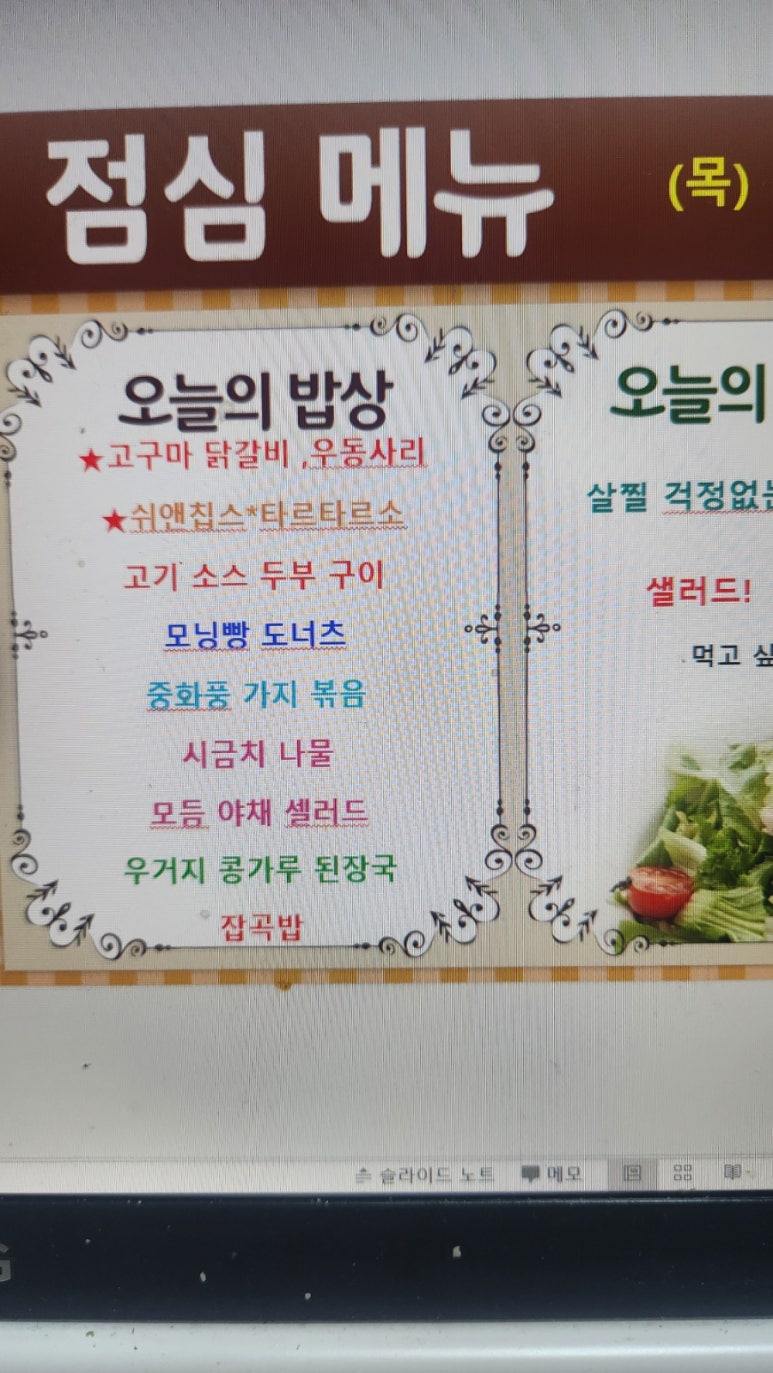 점심 메뉴 (목)
오늘의 밥상
★고구마 닭갈비 ,우동사리
★쉬앤칩스*타르타르소
고기 소스 두부 구이
모닝빵 도너츠
중화풍 가지 볶음
시금치 나물
모듬 야채 셀러드
우거지 콩가루 된장국
잡곡밥
오늘의
살찔 걱정없는
샐러드!
먹고 싶
슬라이드 노트 메모